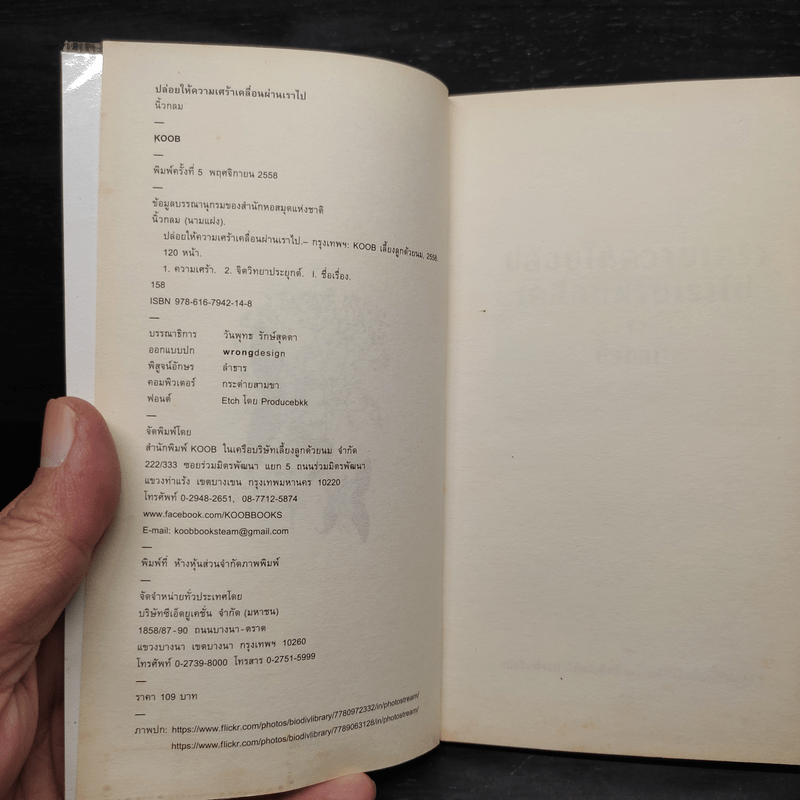 ปล่อยให้ความเศร้าเคลื่อนผ่านเราไป
นิ้วกลม
—
KOOB
—
พิมพ์ครั้งที่ 5 พฤศจิกายน 2558
—
ข้อมูลบรรณานุกรมของสำนักหอสมุดแห่งชาติ
นิ้วกลม (นามแฝง).
ปล่อยให้ความเศร้าเคลื่อนผ่านเราไป.– กรุงเทพฯ: KOOB เลี้ยงลูกด้วยนม, 2558.
120 หน้า.
1. ความเศร้า. 2. จิตวิทยาประยุกต์. I. ชื่อเรื่อง.
158
ISBN 978-616-7942-14-8
—
บรรณาธิการ วันพุทธ รักษ์สุดตา
ออกแบบปก wrongdesign
พิสูจน์อักษร ลำธาร
คอมพิวเตอร์ กระต่ายสามขา
ฟอนต์ Etch โดย Producebkk
—
จัดพิมพ์โดย
สำนักพิมพ์ KOOB ในเครือบริษัทเลี้ยงลูกด้วยนม จำกัด
222/333 ซอยร่วมมิตรพัฒนา แยก 5 ถนนร่วมมิตรพัฒนา
แขวงท่าแร้ง เขตบางเขน กรุงเทพมหานคร 10220
โทรศัพท์ 0-2948-2651, 08-7712-5874
www.facebook.com/KOOBBOOKS
E-mail: koobbooksteam@gmail.com
—
พิมพ์ที่ ห้างหุ้นส่วนจำกัดภาพพิมพ์
—
จัดจำหน่ายทั่วประเทศโดย
บริษัทซีเอ็ดยูเคชั่น จำกัด (มหาชน)
1858/87-90 ถนนบางนา-ตราด
แขวงบางนา เขตบางนา กรุงเทพฯ 10260
โทรศัพท์ 0-2739-8000 โทรสาร 0-2751-5999
—
ราคา 109 บาท
—
ภาพปก: https://www.flickr.com/photos/biodivlibrary/7780972332/in/photostream/
https://www.flickr.com/photos/biodivlibrary/7789063128/in/photostream/